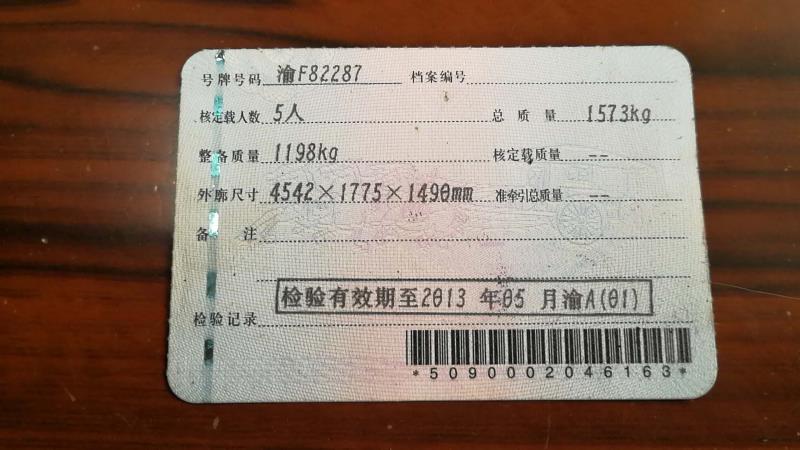 号牌号码 渝F82287 档案编号
核定载人数 5人 总质量 1573kg
整备质量 1198kg 核定载质量 --
外廓尺寸 4542×1775×1490mm 准牵引总质量 --
备注
检验有效期至2013年05月渝A(01)
检验记录
*5090002046163*